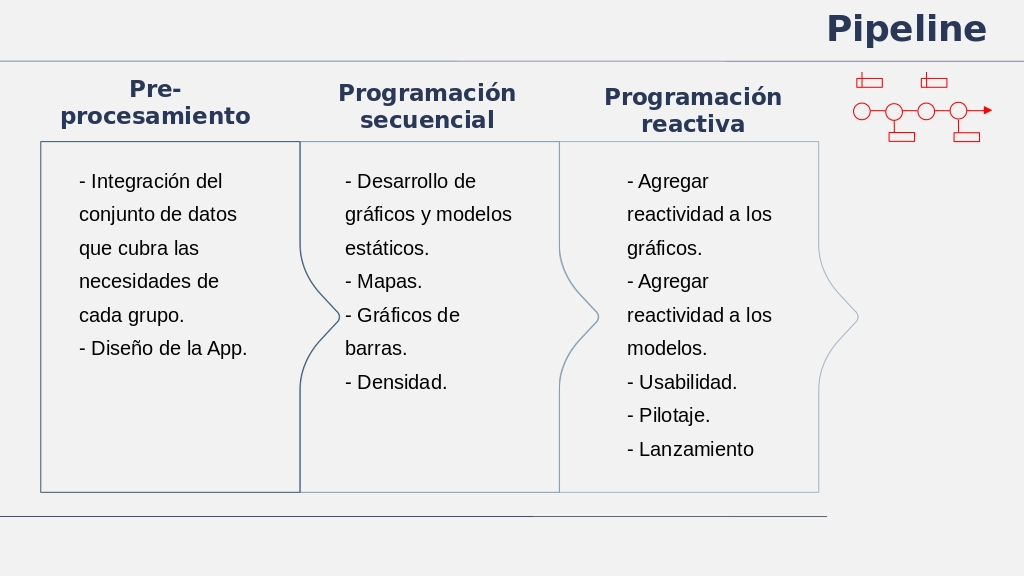 Pipeline
Pre-
procesamiento
- Integración del
conjunto de datos
que cubra las
necesidades de
cada grupo.
- Diseño de la App.
Programación
secuencial
- Desarrollo de
gráficos y modelos
estáticos.
- Mapas.
- Gráficos de
barras.
- Densidad.
Programación
reactiva
- Agregar
reactividad a los
gráficos.
- Agregar
reactividad a los
modelos.
- Usabilidad.
- Pilotaje.
- Lanzamiento